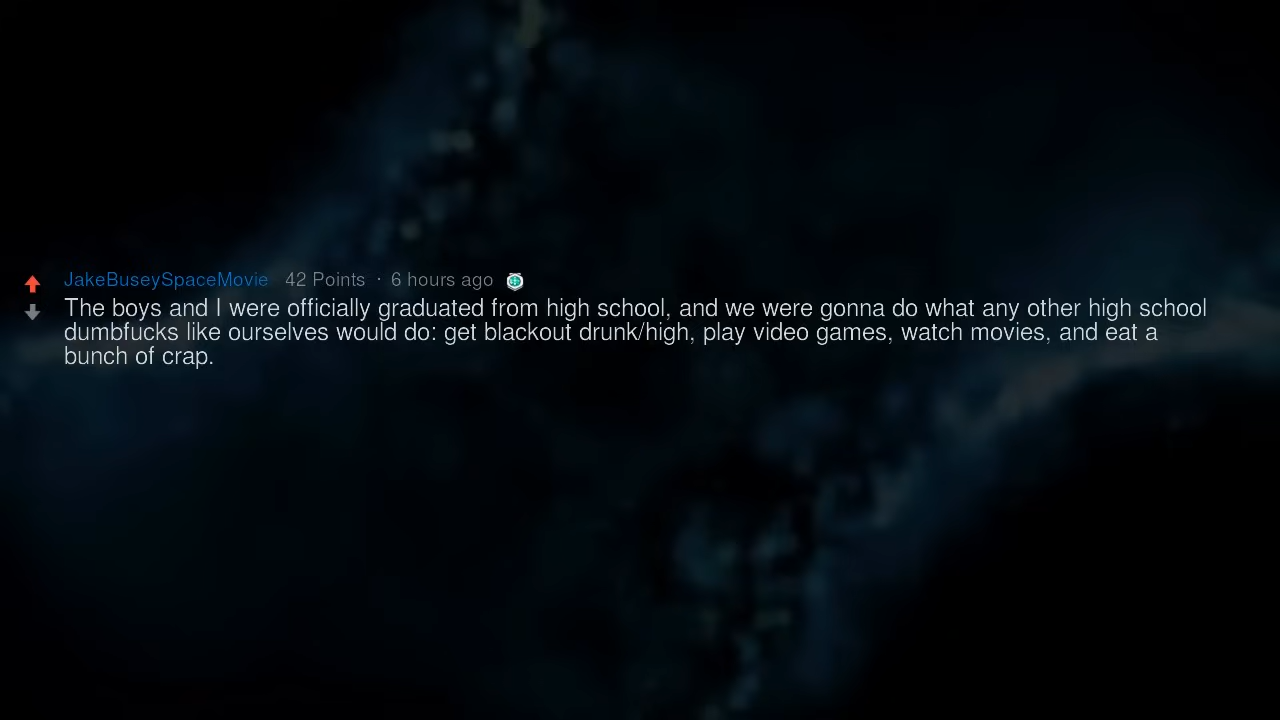 JakeBuseySpaceMovie 42 Points · 6 hours ago
The boys and I were officially graduated from high school, and we were gonna do what any other high school
dumbfucks like ourselves would do: get blackout drunk/high, play video games, watch movies, and eat a
bunch of crap.